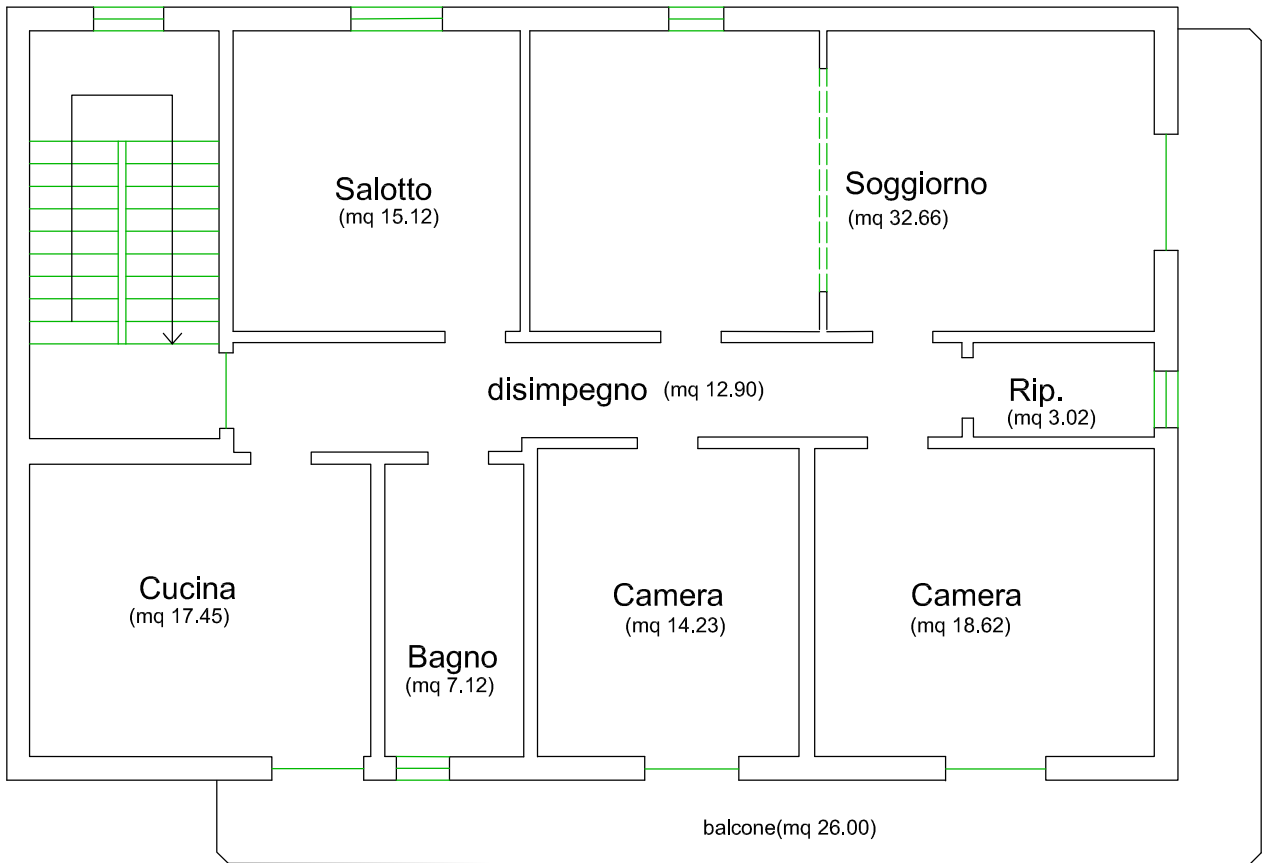 Salotto
(mq 15.12)
Soggiorno
(mq 32.66)
disimpegno (mq 12.90)
Rip.
(mq 3.02)
Cucina
(mq 17.45)
Bagno
(mq 7.12)
Camera
(mq 14.23)
Camera
(mq 18.62)
balcone(mq 26.00)